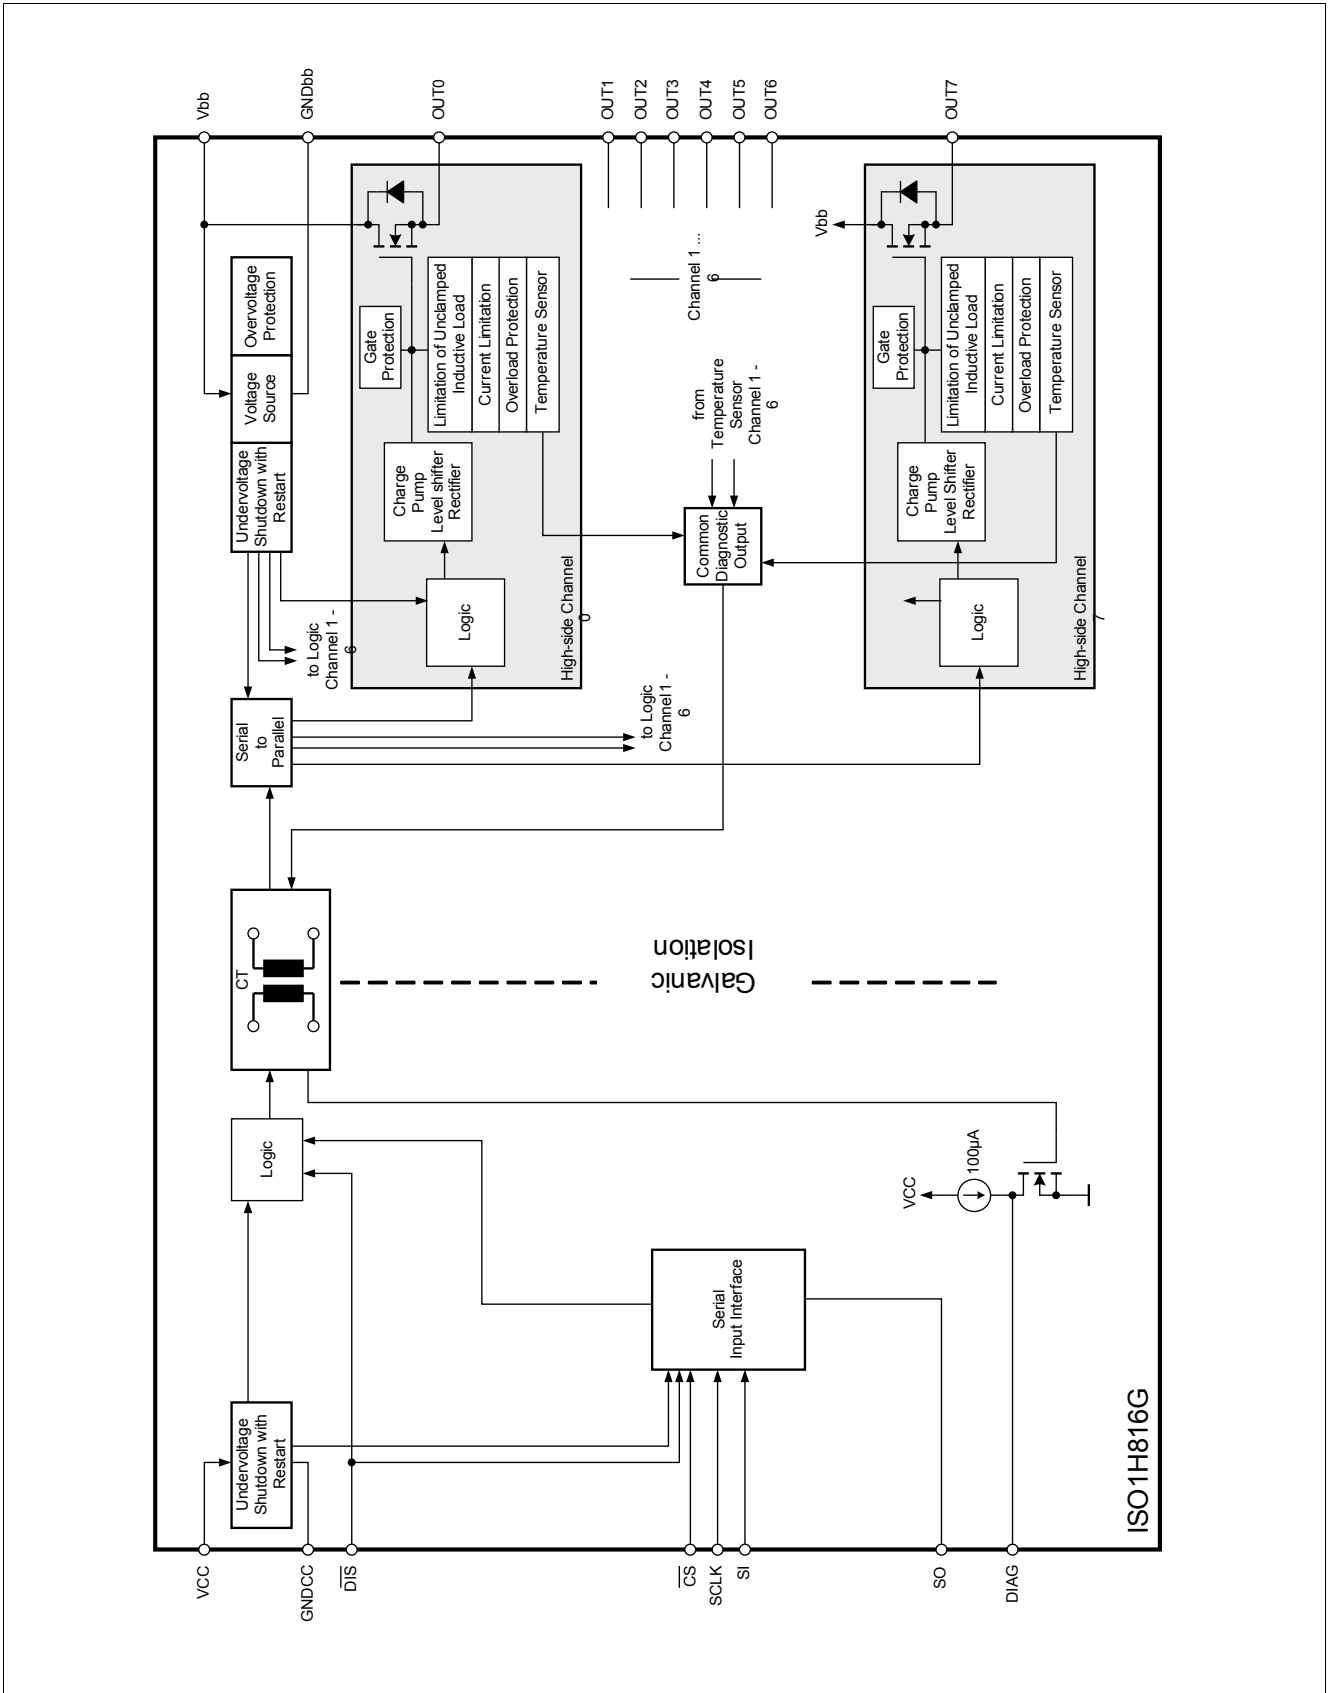 VCC
GNDCC
DIS
CS
SCLK
SI
SO
DIAG
Undervoltage
Shutdown with
Restart
Serial
Input Interface
Logic
VCC
100µA
CT
Galvanic
Isolation
Serial
to
Parallel
Undervoltage
Shutdown with
Restart
Voltage
Source
Overvoltage
Protection
to Logic
Channel 1 -
6
to Logic
Channel 1 -
6
High-side Channel
0
Logic
Charge
Pump
Level shifter
Rectifier
Gate
Protection
Limitation of Unclamped
Inductive Load
Current Limitation
Overload Protection
Temperature Sensor
Common
Diagnostic
Output
from
Temperature
Sensor
Channel 1 -
6
Channel 1 ...
6
High-side Channel
7
Logic
Charge
Pump
Level Shifter
Rectifier
Gate
Protection
Limitation of Unclamped
Inductive Load
Current Limitation
Overload Protection
Temperature Sensor
Vbb
Vbb
GNDbb
OUT0
OUT1
OUT2
OUT3
OUT4
OUT5
OUT6
OUT7
ISO1H816G